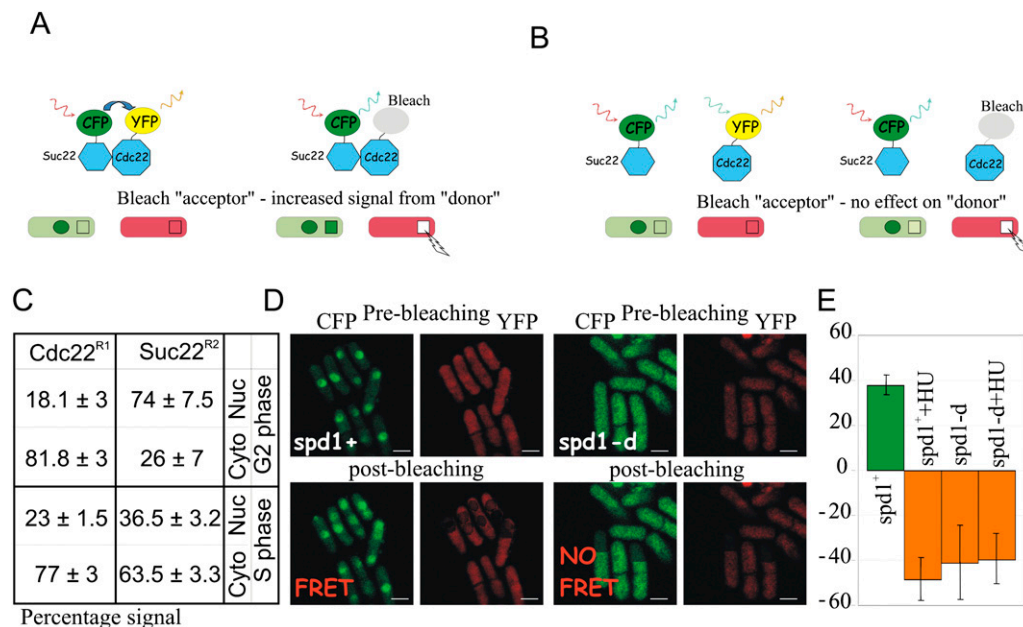 A
B
CFP
YFP
Suc22
Cdc22
CFP
Bleach
Suc22
Cdc22
Bleach "acceptor" - increased signal from "donor"
CFP
YFP
Suc22
Cdc22
CFP
Bleach
Suc22
Cdc22
Bleach "acceptor" - no effect on "donor"
C
Cdc22R1 Suc22R2
18.1 ± 3 74 ± 7.5 Nuc
81.8 ± 3 26 ± 7 Cyto
G2 phase
23 ± 1.5 36.5 ± 3.2 Nuc
77 ± 3 63.5 ± 3.3 Cyto
S phase
Percentage signal
D
CFP Pre-bleaching YFP
spd1+
post-bleaching
FRET
CFP Pre-bleaching YFP
spd1-d
post-bleaching
NO
FRET
E
60
40
20
0
-20
-40
-60
spd1+
spd1++HU
spd1-d
spd1-d+HU